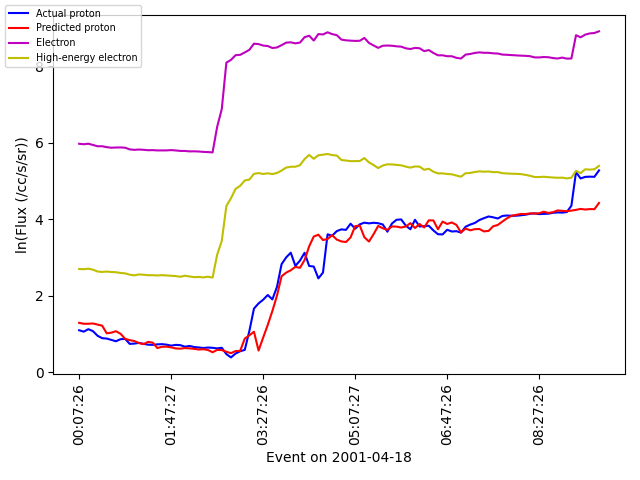 Actual proton
Predicted proton
Electron
High-energy electron
8
6
4
2
0
ln(Flux (/cc/s/sr))
00:07:26
01:47:27
03:27:26
05:07:27
06:47:26
08:27:26
Event on 2001-04-18